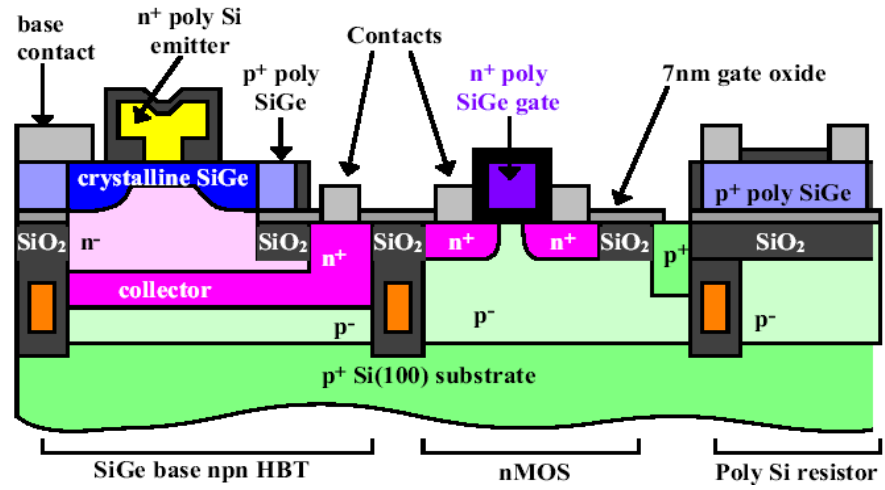 base
contact
n⁺ poly Si
emitter
p⁺ poly
SiGe
Contacts
n⁺ poly
SiGe gate
7nm gate oxide
crystalline SiGe
p⁺ poly SiGe
SiO₂
n⁻
SiO₂
n⁺
SiO₂
n⁺
n⁺
SiO₂
p⁺
SiO₂
collector
p⁻
p⁻
p⁻
p⁺ Si(100) substrate
SiGe base npn HBT
nMOS
Poly Si resistor